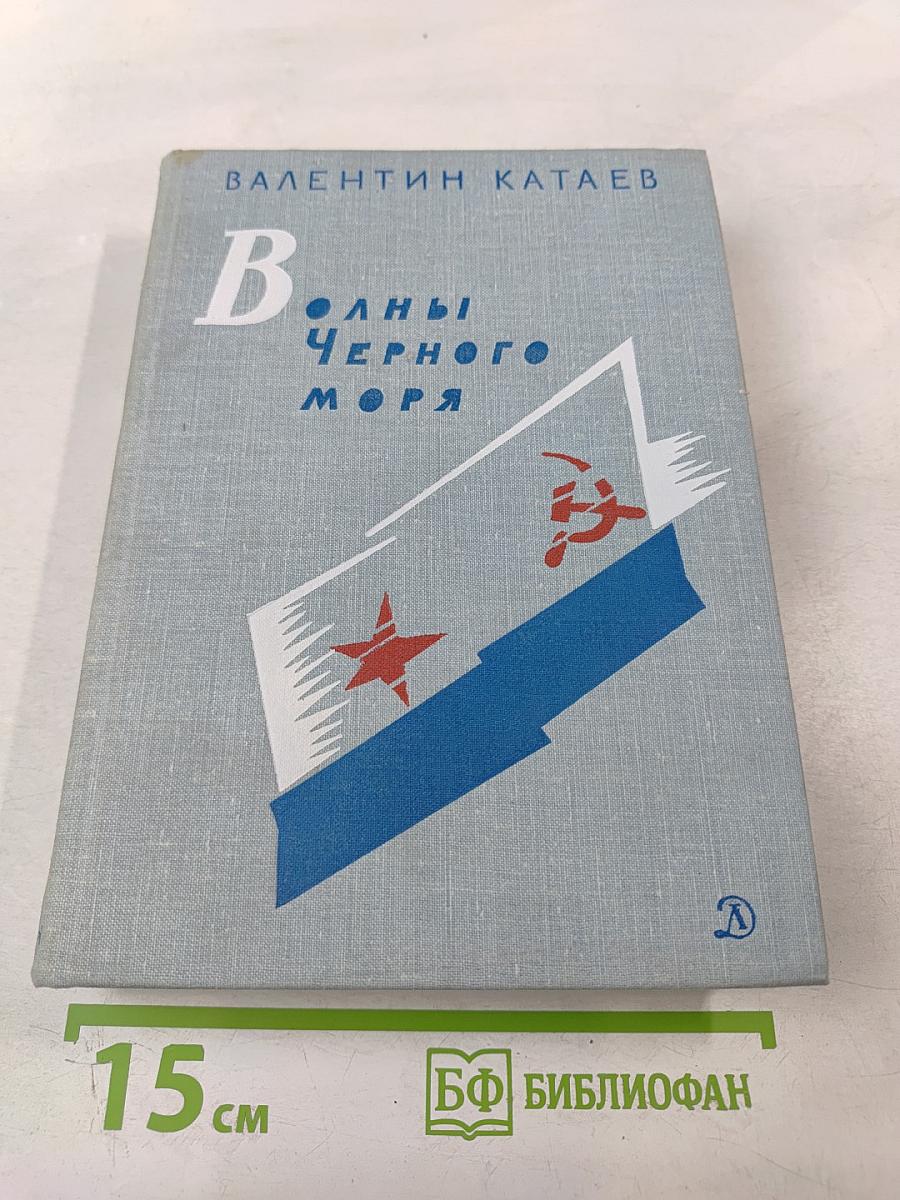 ВАЛЕНТИН КАТАЕВ
Волны
Черного
моря
Д
15 см
БФ БИБЛИОФАН